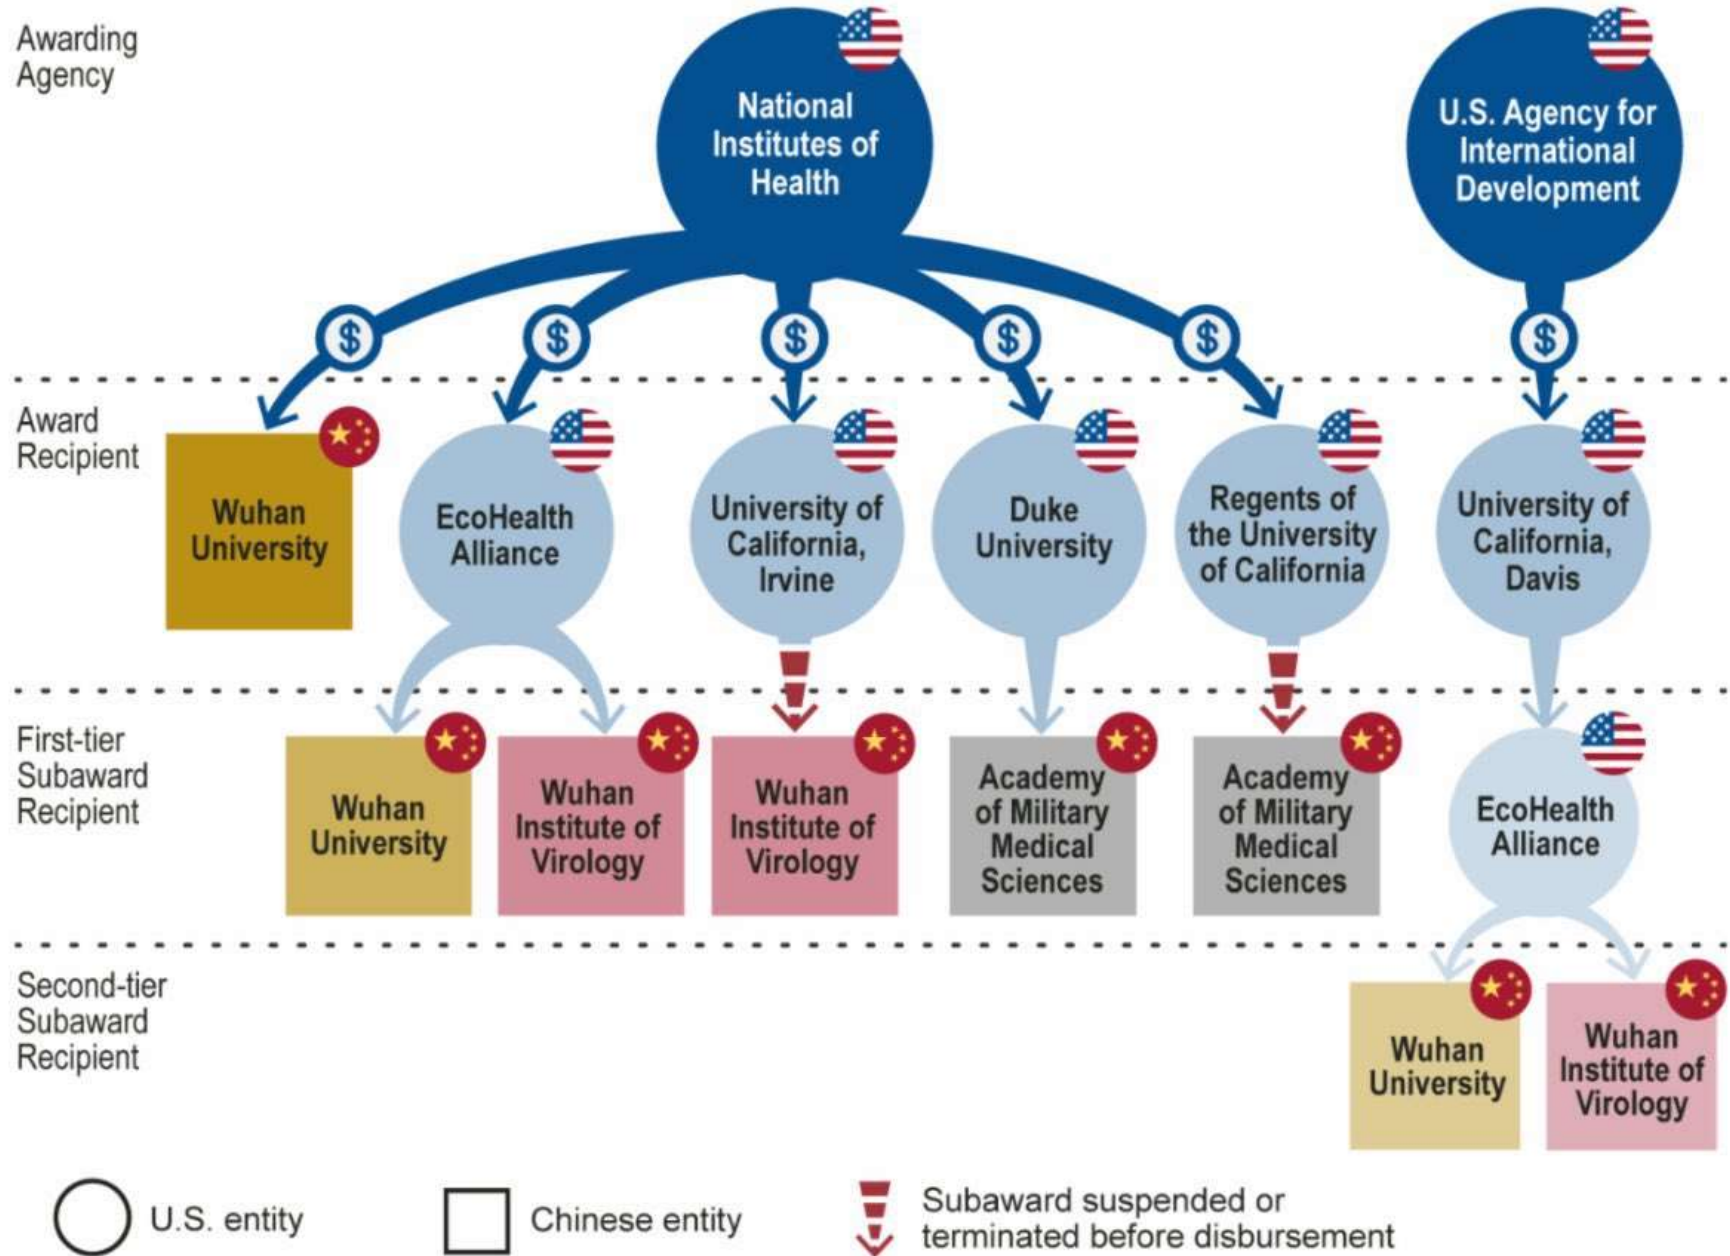 Awarding
Agency
National
Institutes of
Health
U.S. Agency for
International
Development
$
$
$
$
$
$
Award
Recipient
Wuhan
University
EcoHealth
Alliance
University of
California,
Irvine
Duke
University
Regents of
the University
of California
University of
California,
Davis
First-tier
Subaward
Recipient
Wuhan
University
Wuhan
Institute of
Virology
Wuhan
Institute of
Virology
Academy
of Military
Medical
Sciences
Academy
of Military
Medical
Sciences
EcoHealth
Alliance
Second-tier
Subaward
Recipient
Wuhan
University
Wuhan
Institute of
Virology
U.S. entity
Chinese entity
Subaward suspended or
terminated before disbursement